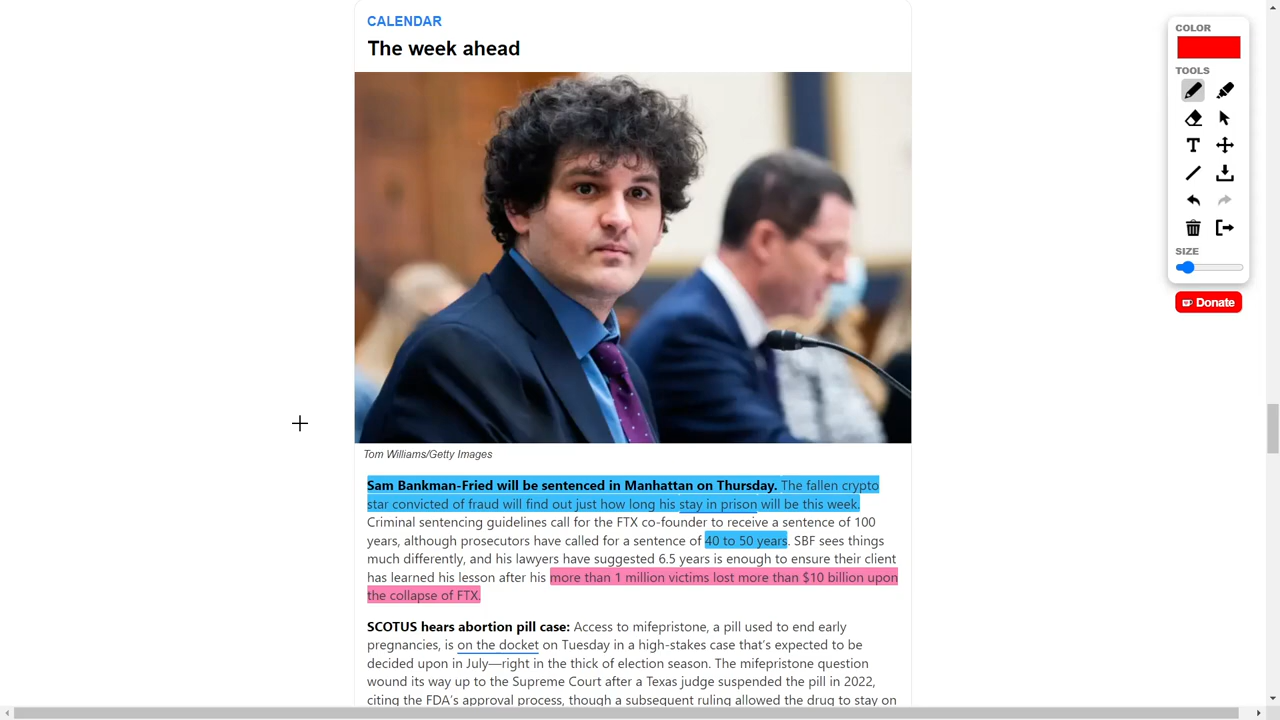 CALENDAR
The week ahead
Tom Williams/Getty Images
Sam Bankman-Fried will be sentenced in Manhattan on Thursday. The fallen crypto
star convicted of fraud will find out just how long his stay in prison will be this week.
Criminal sentencing guidelines call for the FTX co-founder to receive a sentence of 100
years, although prosecutors have called for a sentence of 40 to 50 years. SBF sees things
much differently, and his lawyers have suggested 6.5 years is enough to ensure their client
has learned his lesson after his more than 1 million victims lost more than $10 billion upon
the collapse of FTX.
SCOTUS hears abortion pill case: Access to mifepristone, a pill used to end early
pregnancies, is on the docket on Tuesday in a high-stakes case that's expected to be
decided upon in July—right in the thick of election season. The mifepristone question
wound its way up to the Supreme Court after a Texas judge suspended the pill in 2022,
citing the FDA's approval process, though a subsequent ruling allowed the drug to stay on
COLOR
TOOLS
T
SIZE
Donate